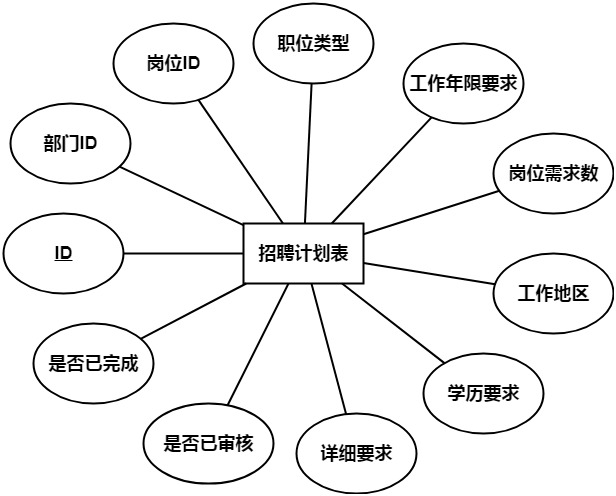 职位类型
岗位ID
工作年限要求
部门ID
岗位需求数
ID
招聘计划表
工作地区
是否已完成
学历要求
是否已审核
详细要求